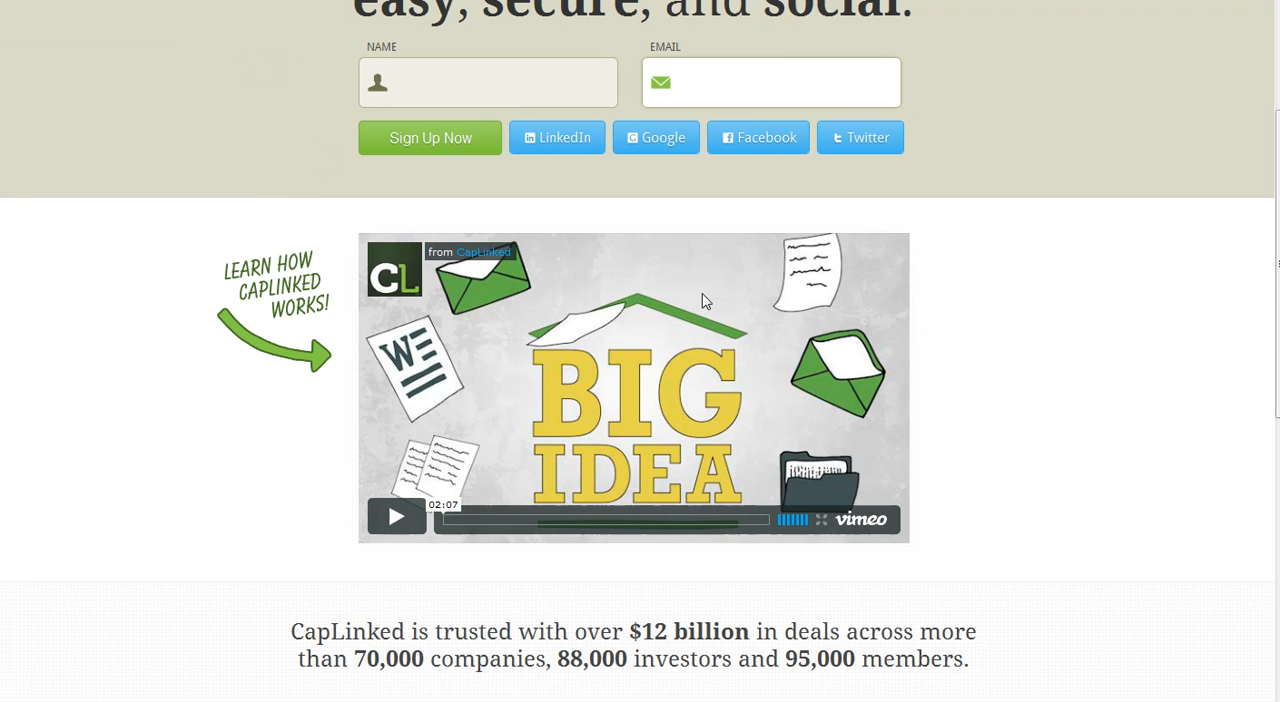 easy, secure, and social.
NAME
EMAIL
Sign Up Now
LinkedIn
Google
Facebook
Twitter
LEARN HOW
CAPLINKED
WORKS!
CL
from CapLinked
W
BIG
IDEA
02:07
vimeo
CapLinked is trusted with over $12 billion in deals across more
than 70,000 companies, 88,000 investors and 95,000 members.